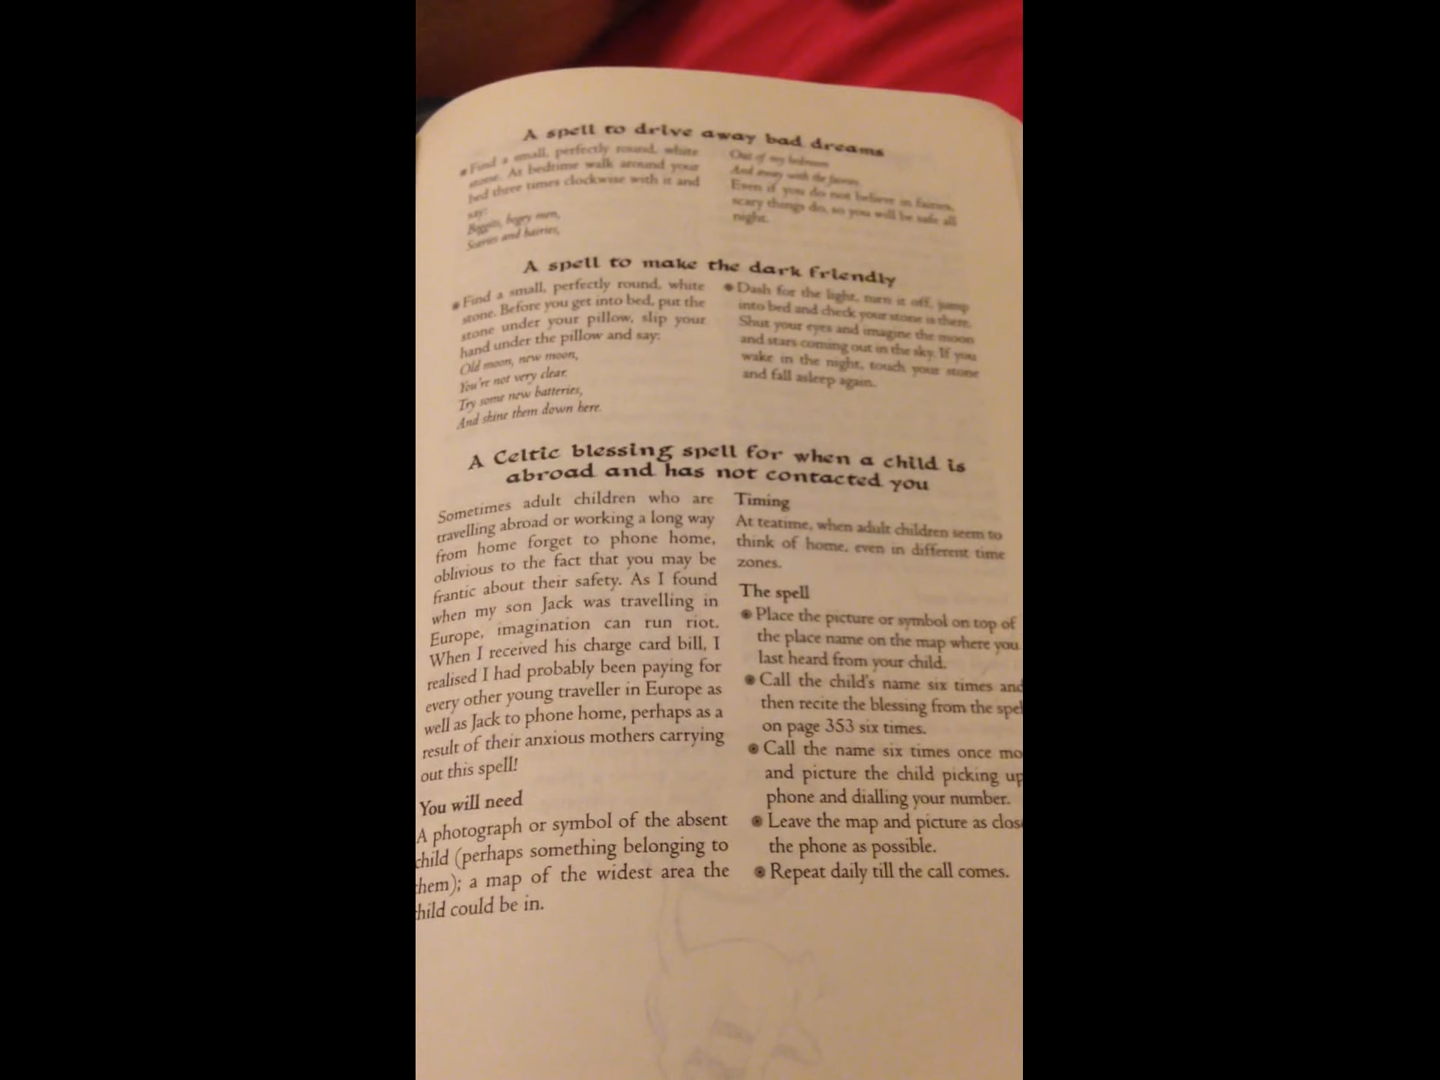 A spell to drive away bad dreams
Find a small, perfectly round, white
stone. At bedtime walk around your
bed three times clockwise with it and
say:
Boggits, bogey men,
Scaries and hairies,
Out of my bedroom
And away with the fairies.
Even if you do not believe in fairies,
scary things do, so you will be safe all
night.
A spell to make the dark friendly
Find a small, perfectly round, white
stone. Before you get into bed, put the
stone under your pillow, slip your
hand under the pillow and say:
Old moon, new moon,
You're not very clear.
Try some new batteries,
And shine them down here.
Dash for the light, turn it off, jump
into bed and check your stone is there.
Shut your eyes and imagine the moon
and stars coming out in the sky. If you
wake in the night, touch your stone
and fall asleep again.
A Celtic blessing spell for when a child is
abroad and has not contacted you
Sometimes adult children who are
travelling abroad or working a long way
from home forget to phone home,
oblivious to the fact that you may be
frantic about their safety. As I found
when my son Jack was travelling in
Europe, imagination can run riot.
When I received his charge card bill, I
realised I had probably been paying for
every other young traveller in Europe as
well as Jack to phone home, perhaps as a
result of their anxious mothers carrying
out this spell!
You will need
A photograph or symbol of the absent
hild (perhaps something belonging to
hem); a map of the widest area the
hild could be in.
Timing
At teatime, when adult children seem to
think of home, even in different time
zones.
The spell
Place the picture or symbol on top of
the place name on the map where you
last heard from your child.
Call the child's name six times and
then recite the blessing from the spel
on page 353 six times.
Call the name six times once mo
and picture the child picking up
phone and dialling your number.
Leave the map and picture as clos
the phone as possible.
Repeat daily till the call comes.